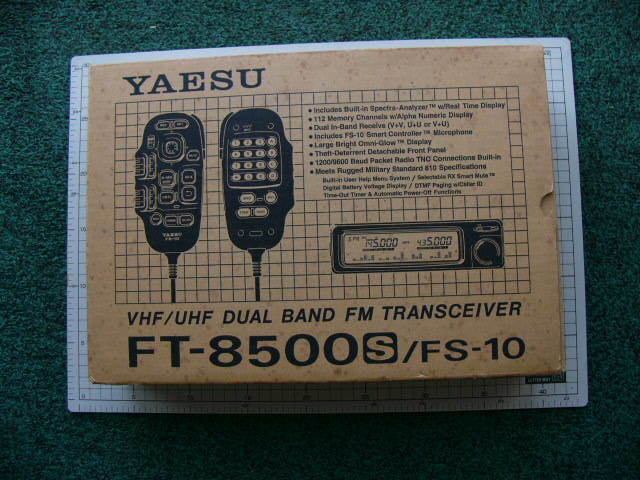 YAESU
• Includes Built-in Spectra-Analyzer™ w/Real Time Display
• 112 Memory Channels w/Alpha Numeric Display
• Dual In-Band Receive (V+V, U+U or V+U)
• Includes FS-10 Smart Controller™ Microphone
• Large Bright Omni-Glow™ Display
• Theft-Deterrent Detachable Front Panel
• 1200/9600 Baud Packet Radio TNC Connections Built-in
• Meets Rugged Military Standard 810 Specifications
Built-in User Help Menu System / Selectable RX Smart Mute™
Digital Battery Voltage Display / DTMF Paging w/Caller ID
Time-Out Timer & Automatic Power-Off Functions
YAESU
FS-10
145.000 435.000
VHF/UHF DUAL BAND FM TRANSCEIVER
FT-8500S/FS-10